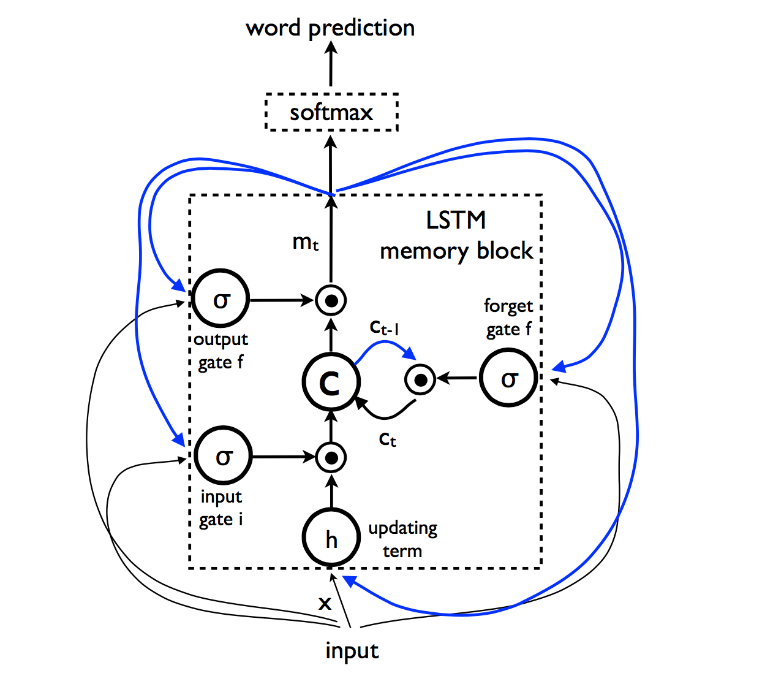 word prediction
softmax
LSTM
memory block
mt
σ
output
gate f
forget
gate f
ct-1
C
σ
ct
σ
input
gate i
h
updating
term
x
input